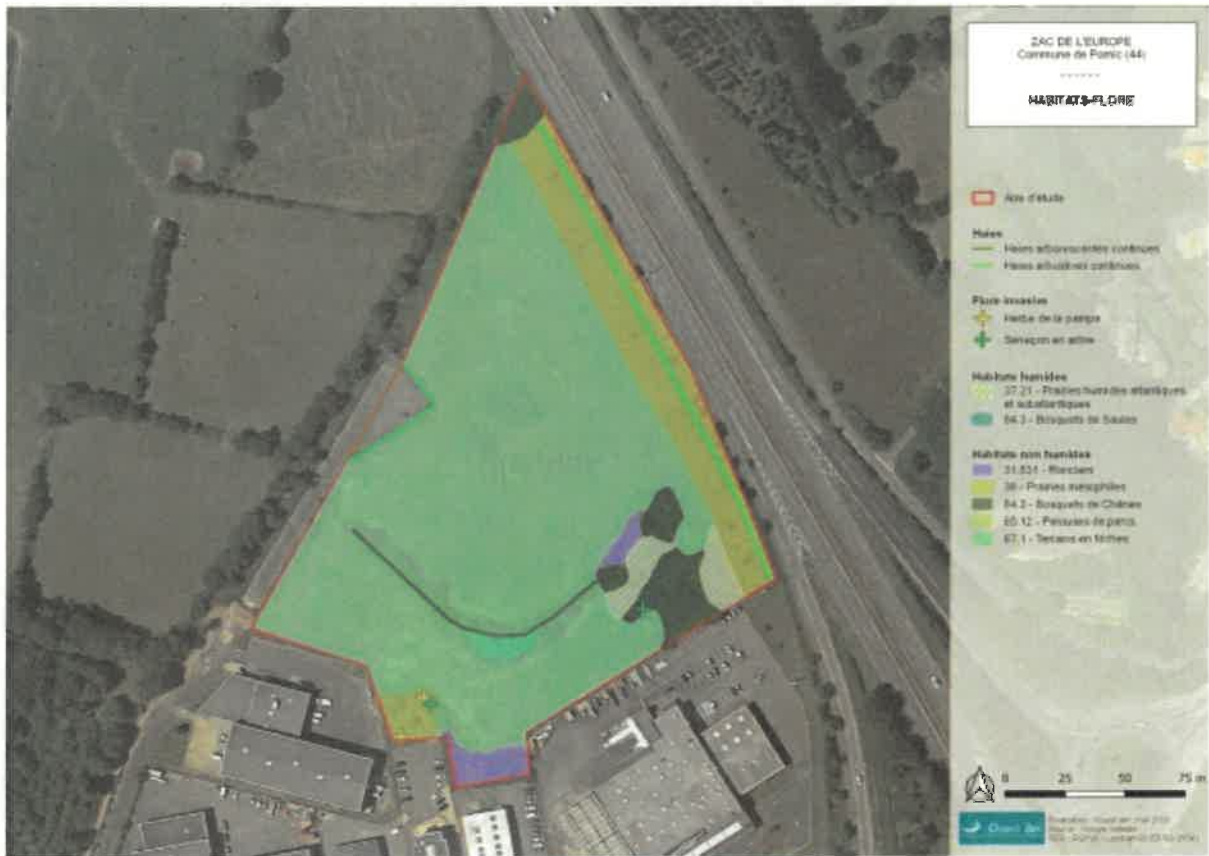 ZAC DE L'EUROPE
Commune de Pornic (44)
------
HABITATS-FLORE
Aire d'étude
Haies
Haies arborescentes continues
Haies arbustives continues
Flore invasive
Herbe de la pampa
Séneçon en arbre
Habitats humides
37.21 - Prairies humides atlantiques
et subatlantiques
84.3 - Bosquets de Saules
Habitats non humides
31.831 - Ronciers
38 - Prairies mésophiles
84.3 - Bosquets de Chênes
85.12 - Pelouses de parcs
87.1 - Terrains en friches
0 25 50 75 m